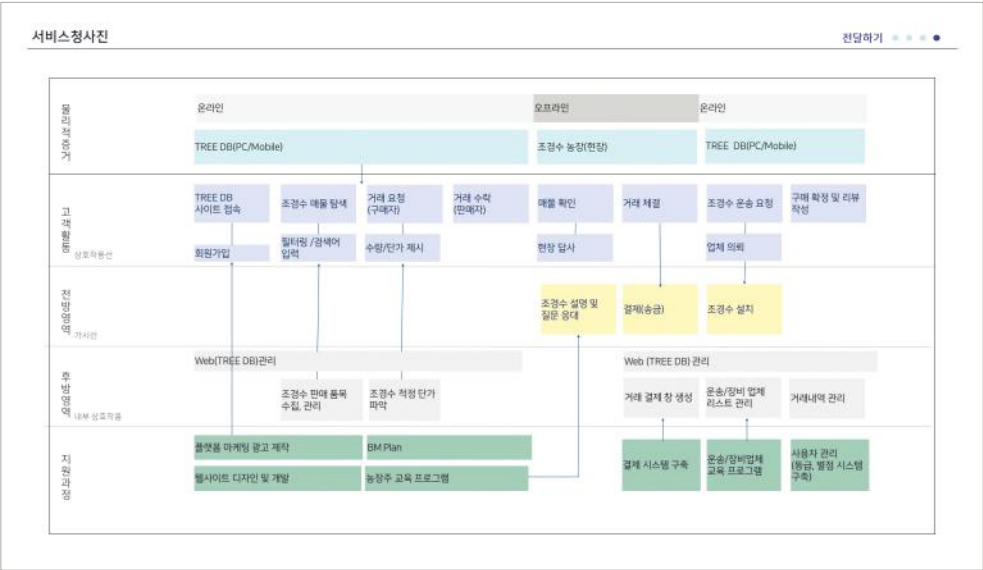 서비스청사진
전달하기
물리적증거
온라인
오프라인
온라인
TREE DB(PC/Mobile)
조경수 농장(현장)
TREE DB(PC/Mobile)
고객활동
상호작용선
TREE DB
사이트 접속
조경수 매물 탐색
거래 요청
(구매자)
거래 수락
(판매자)
매물 확인
거래 체결
조경수 운송 요청
구매 확정 및 리뷰
작성
회원가입
필터링 /검색어
입력
수량/단가 제시
현장 답사
업체 의뢰
전방영역
가시선
조경수 설명 및
질문 응대
결제(송금)
조경수 설치
후방영역
내부 상호작용
Web(TREE DB)관리
Web (TREE DB) 관리
조경수 판매 품목
수집, 관리
조경수 적정 단가
파악
거래 결제 창 생성
운송/장비 업체
리스트 관리
거래내역 관리
지원과정
플랫폼 마케팅 광고 제작
BM Plan
웹사이트 디자인 및 개발
농장주 교육 프로그램
결제 시스템 구축
운송/장비업체
교육 프로그램
사용자 관리
(등급, 별점 시스템
구축)